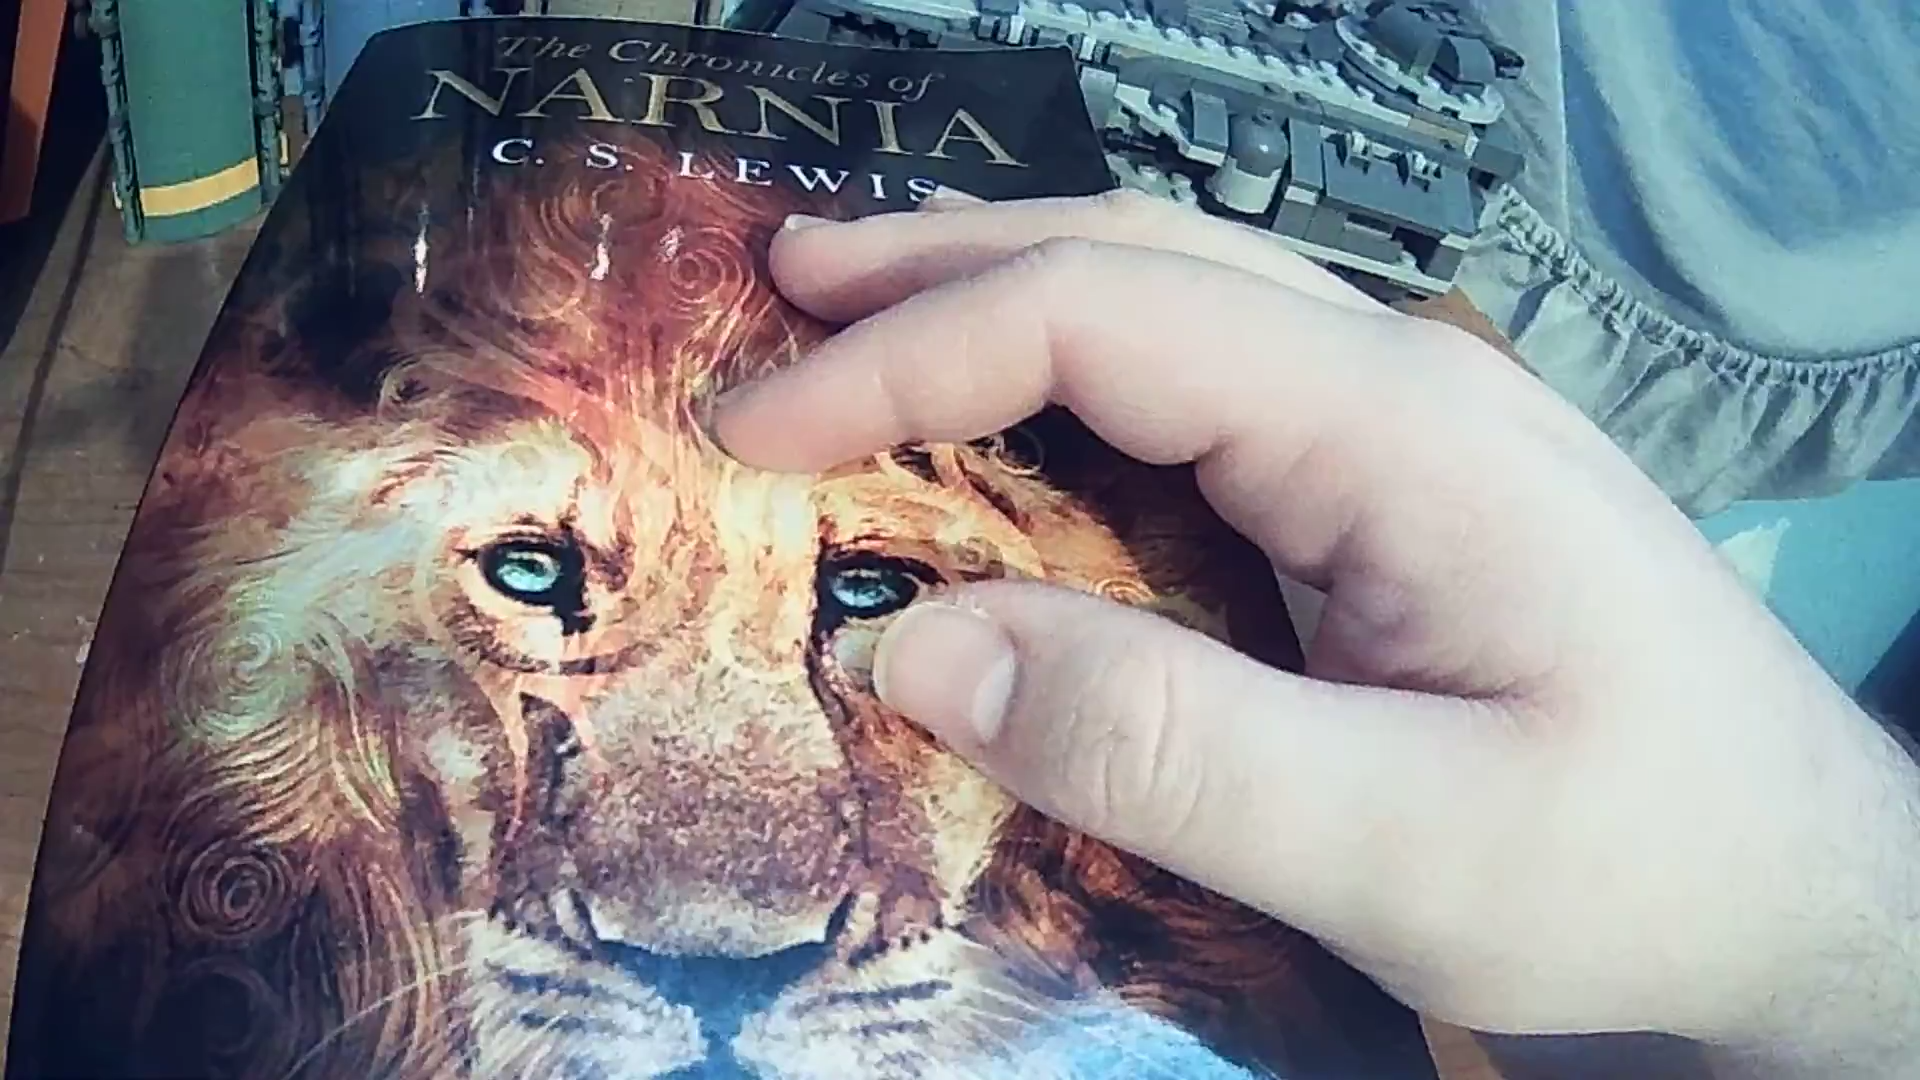 The Chronicles of
NARNIA
C. S. LEWIS